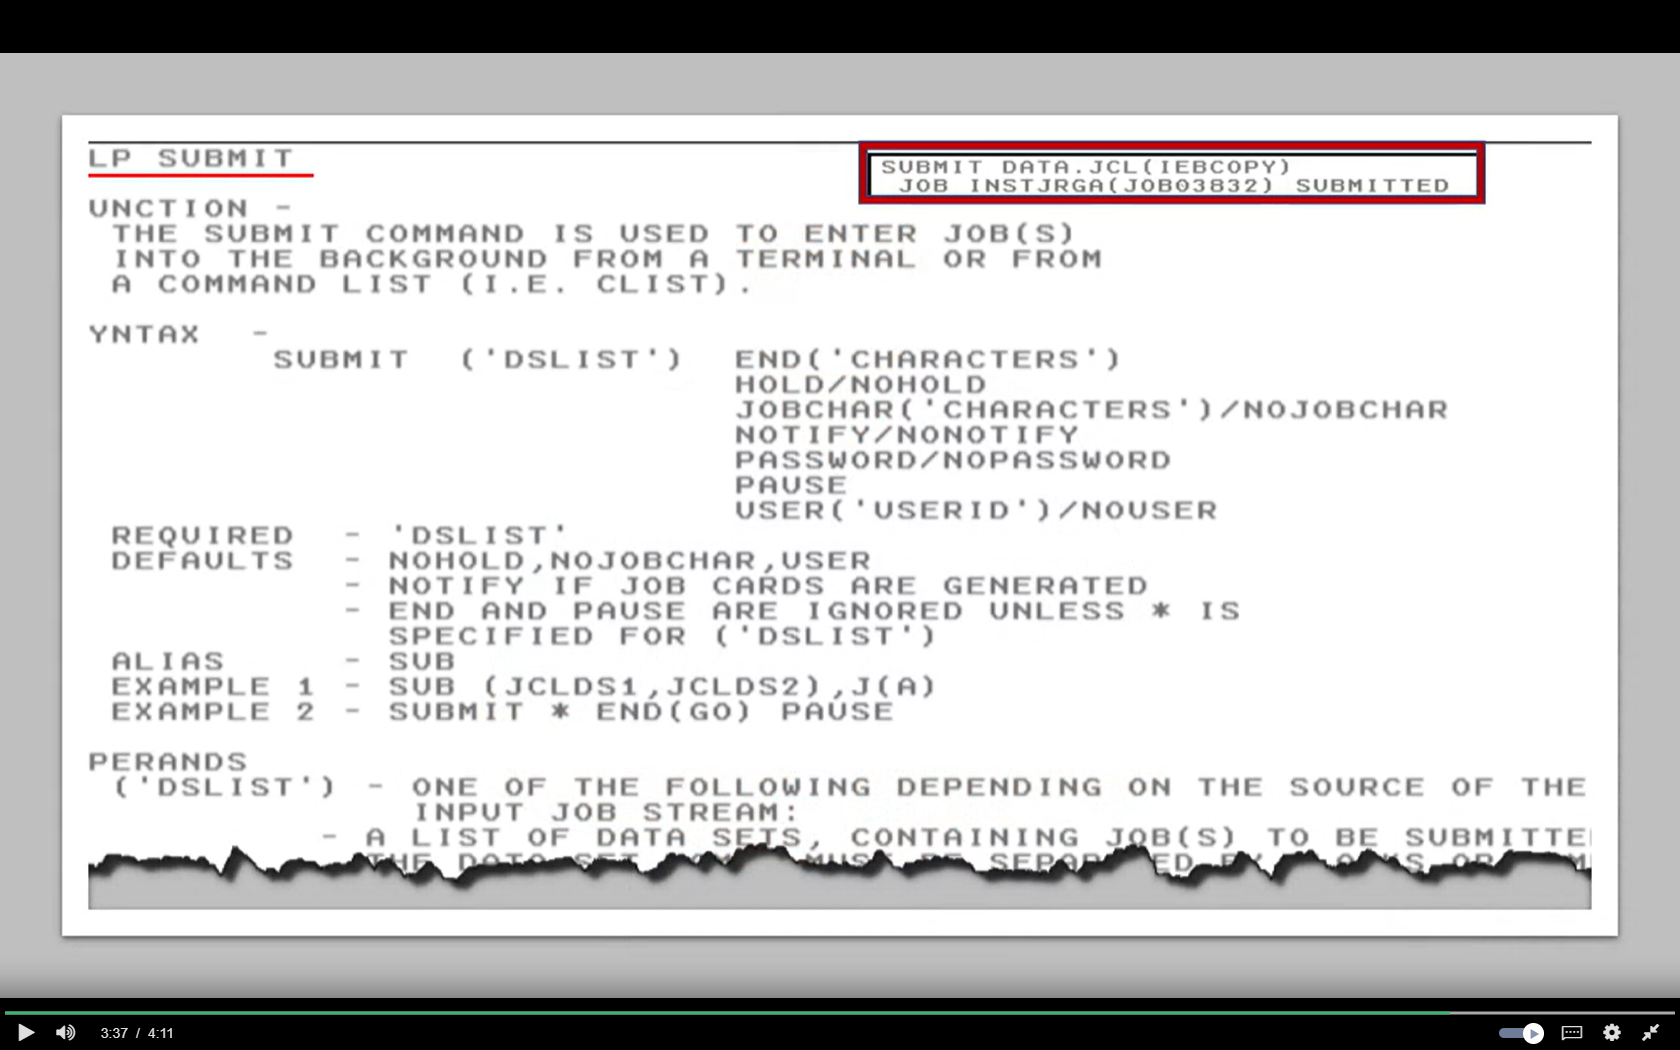 LP SUBMIT
SUBMIT DATA.JCL(IEBCOPY)
JOB INSTJRGA(JOB03832) SUBMITTED
UNCTION -
THE SUBMIT COMMAND IS USED TO ENTER JOB(S)
INTO THE BACKGROUND FROM A TERMINAL OR FROM
A COMMAND LIST (I.E. CLIST).
YNTAX -
SUBMIT ('DSLIST') END('CHARACTERS')
HOLD/NOHOLD
JOBCHAR('CHARACTERS')/NOJOBCHAR
NOTIFY/NONOTIFY
PASSWORD/NOPASSWORD
PAUSE
USER('USERID')/NOUSER
REQUIRED - 'DSLIST'
DEFAULTS - NOHOLD,NOJOBCHAR,USER
- NOTIFY IF JOB CARDS ARE GENERATED
- END AND PAUSE ARE IGNORED UNLESS * IS
SPECIFIED FOR ('DSLIST')
ALIAS - SUB
EXAMPLE 1 - SUB (JCLDS1,JCLDS2),J(A)
EXAMPLE 2 - SUBMIT * END(GO) PAUSE
PERANDS
('DSLIST') - ONE OF THE FOLLOWING DEPENDING ON THE SOURCE OF THE
INPUT JOB STREAM:
- A LIST OF DATA SETS, CONTAINING JOB(S) TO BE SUBMITTE
3:37 / 4:11